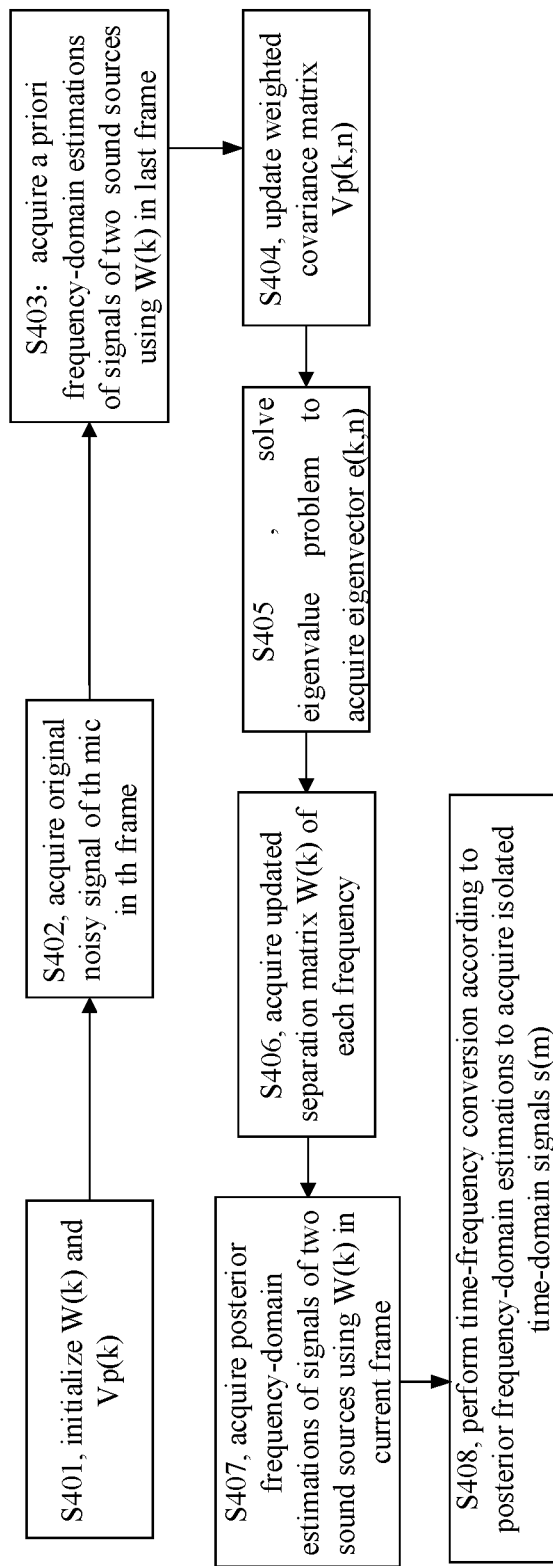 S401, initialize W(k) and
Vp(k)
S402, acquire original
noisy signal of th mic
in th frame
S403：acquire a priori
frequency-domain estimations
of signals of two sound sources
using W(k) in last frame
S404, update weighted
covariance matrix
Vp(k,n)
S405 , solve
eigenvalue problem to
acquire eigenvector e(k,n)
S406, acquire updated
separation matrix W(k) of
each frequency
S407, acquire posterior
frequency-domain
estimations of signals of two
sound sources using W(k) in
current frame
S408, perform time-frequency conversion according to
posterior frequency-domain estimations to acquire isolated
time-domain signals s(m)